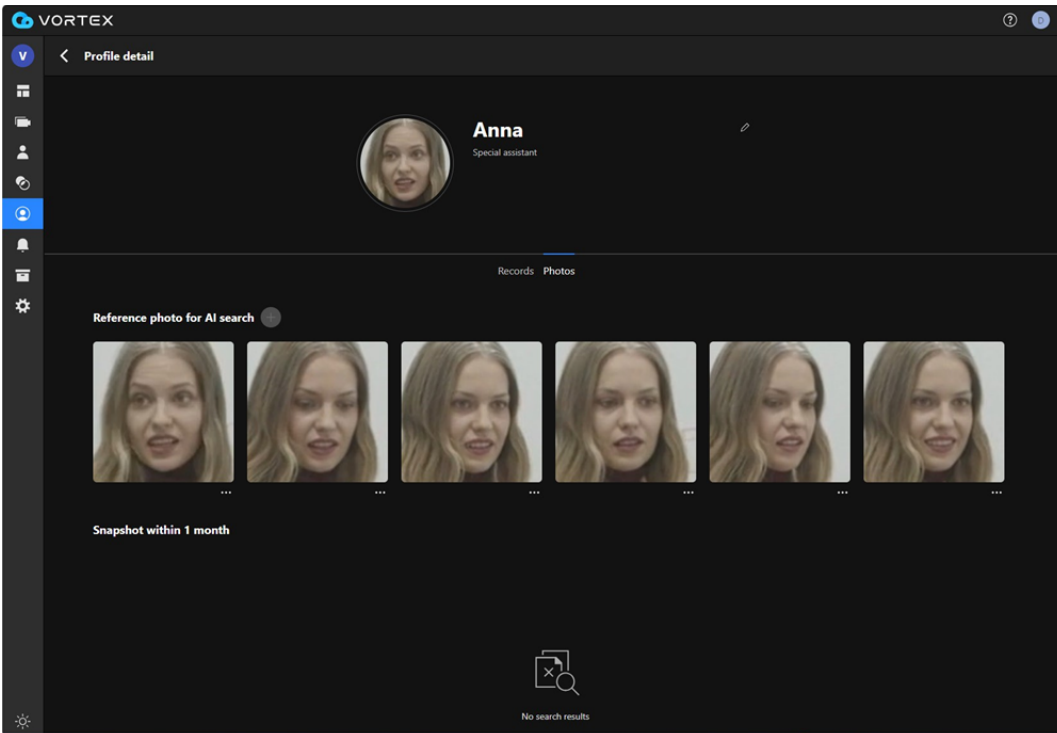 VORTEX
D
V
Profile detail
Anna
Special assistant
Records Photos
Reference photo for AI search
Snapshot within 1 month
No search results